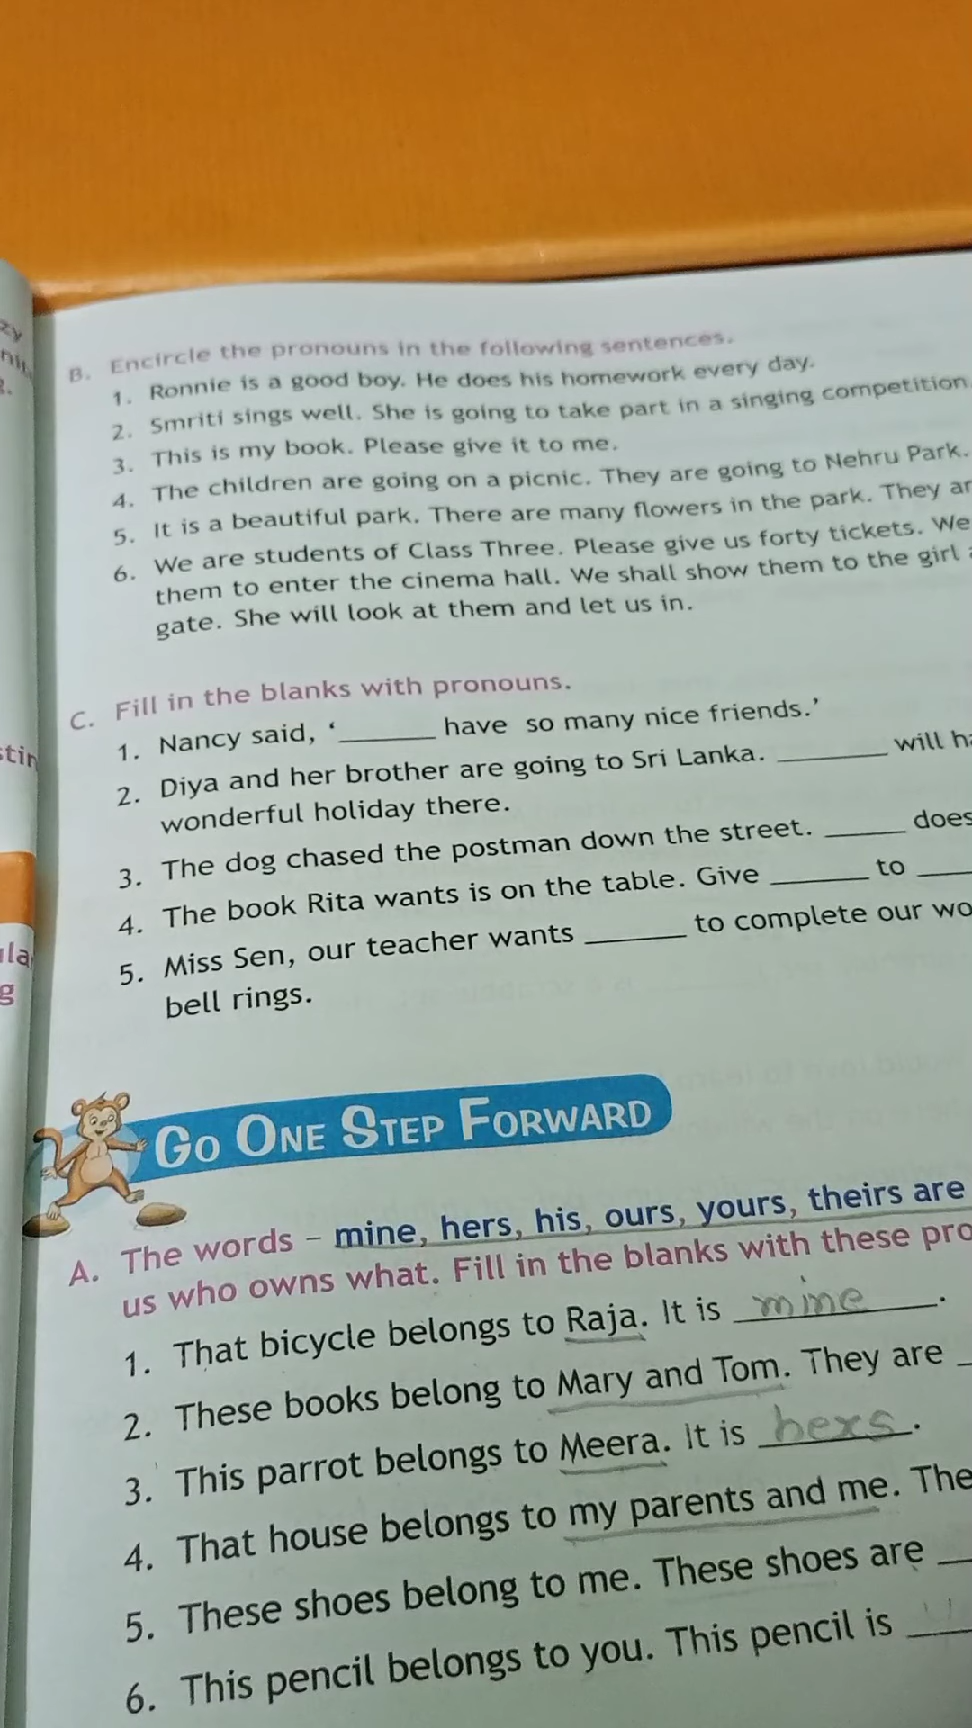 zy
B. Encircle the pronouns in the following sentences.
1. Ronnie is a good boy. He does his homework every day.
2. Smriti sings well. She is going to take part in a singing competition
3. This is my book. Please give it to me.
4. The children are going on a picnic. They are going to Nehru Park.
5. It is a beautiful park. There are many flowers in the park. They ar
6. We are students of Class Three. Please give us forty tickets. We
them to enter the cinema hall. We shall show them to the girl a
gate. She will look at them and let us in.
C. Fill in the blanks with pronouns.
1. Nancy said, ‘______ have so many nice friends.’
stin
2. Diya and her brother are going to Sri Lanka. ______ will ha
wonderful holiday there.
3. The dog chased the postman down the street. ______ does
4. The book Rita wants is on the table. Give ______ to ____
ula
5. Miss Sen, our teacher wants ______ to complete our wo
g
bell rings.
GO ONE STEP FORWARD
A. The words – mine, hers, his, ours, yours, theirs are
us who owns what. Fill in the blanks with these pro
1. That bicycle belongs to Raja. It is mine.
2. These books belong to Mary and Tom. They are _
3. This parrot belongs to Meera. It is hers.
4. That house belongs to my parents and me. The
5. These shoes belong to me. These shoes are __
6. This pencil belongs to you. This pencil is ____